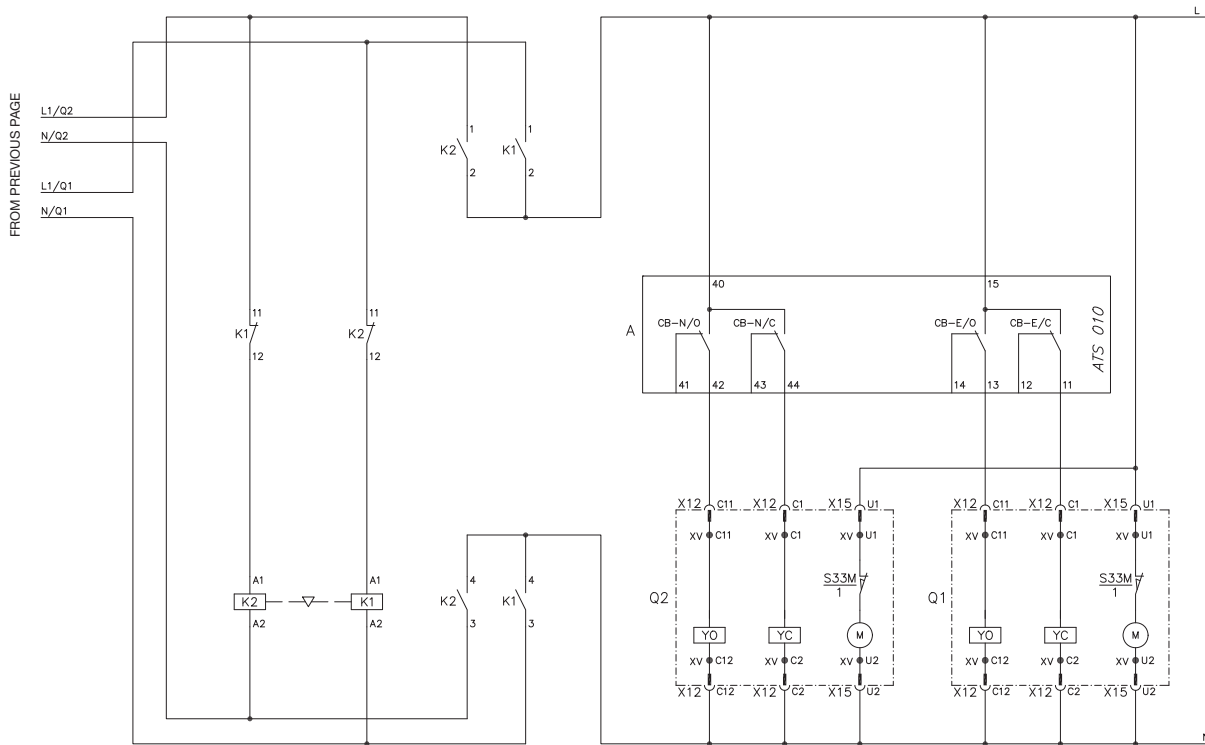 L
FROM PREVIOUS PAGE
L1/Q2
N/Q2
L1/Q1
N/Q1
1 1
K2 K1
2 2
40 15
11 11
K1 K2
12 12
A
CB-N/O CB-N/C CB-E/O CB-E/C
ATS 010
41 42 43 44 14 13 12 11
X12 C11 X12 C1 X15 U1 X12 C11 X12 C1 X15 U1
XV C11 XV C1 XV U1 XV C11 XV C1 XV U1
A1 A1 4 4
S33M S33M
1 1
K2 K1 K2 K1
Q2 Q1
A2 A2 3 3
YO YC M YO YC M
XV C12 XV C2 XV U2 XV C12 XV C2 XV U2
X12 C12 X12 C2 X15 U2 X12 C12 X12 C2 X15 U2
N